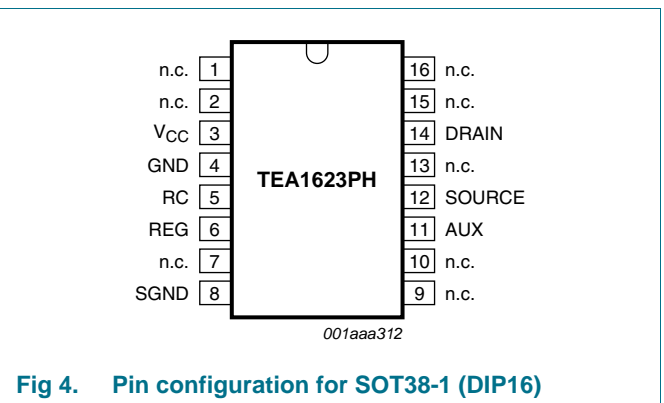 n.c. 1 16 n.c.
n.c. 2 15 n.c.
VCC 3 14 DRAIN
GND 4 13 n.c.
TEA1623PH
RC 5 12 SOURCE
REG 6 11 AUX
n.c. 7 10 n.c.
SGND 8 9 n.c.
001aaa312
Fig 4. Pin configuration for SOT38-1 (DIP16)